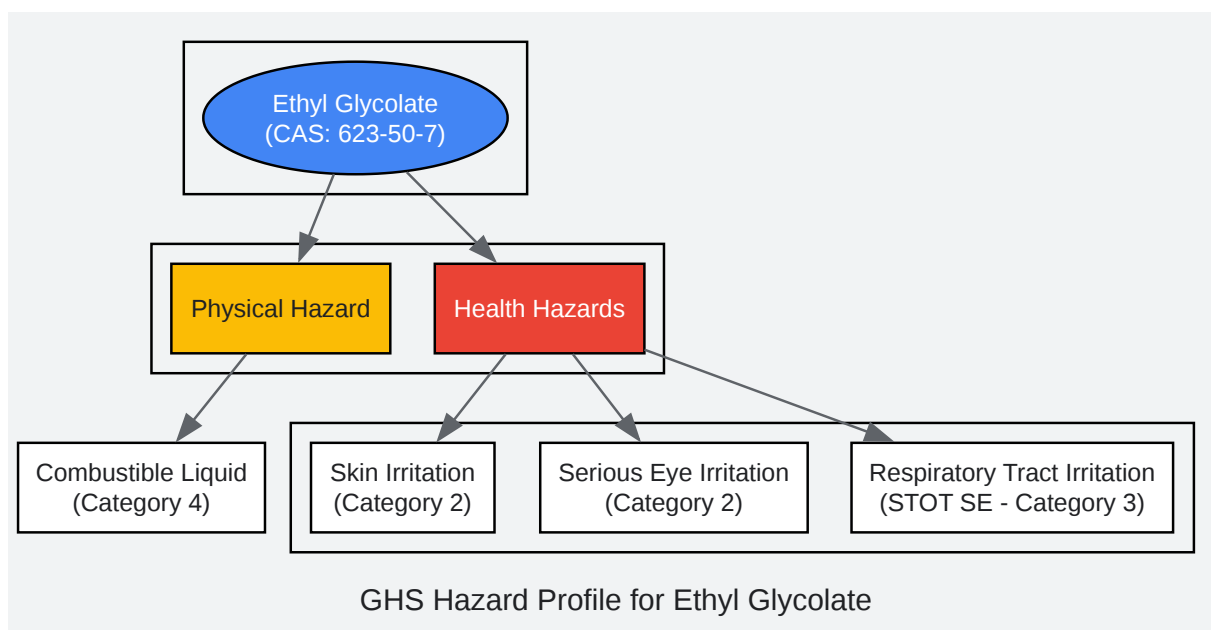 Ethyl Glycolate
(CAS: 623-50-7)
Physical Hazard
Health Hazards
Combustible Liquid
(Category 4)
Skin Irritation
(Category 2)
Serious Eye Irritation
(Category 2)
Respiratory Tract Irritation
(STOT SE - Category 3)
GHS Hazard Profile for Ethyl Glycolate